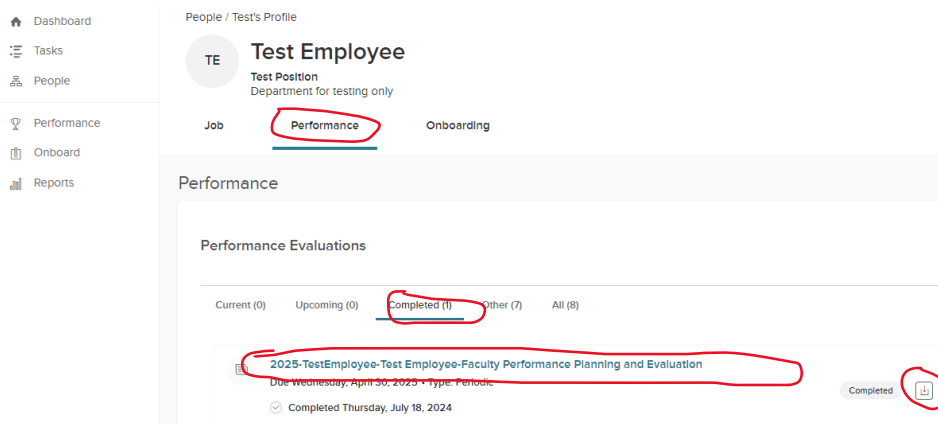 Dashboard
Tasks
People
Performance
Onboard
Reports
People / Test's Profile
TE
Test Employee
Test Position
Department for testing only
Job Performance Onboarding
Performance
Performance Evaluations
Current (0) Upcoming (0) Completed (1) Other (7) All (8)
2025-TestEmployee-Test Employee-Faculty Performance Planning and Evaluation
Due Wednesday, April 30, 2025 • Type: Periodic
Completed
Completed Thursday, July 18, 2024